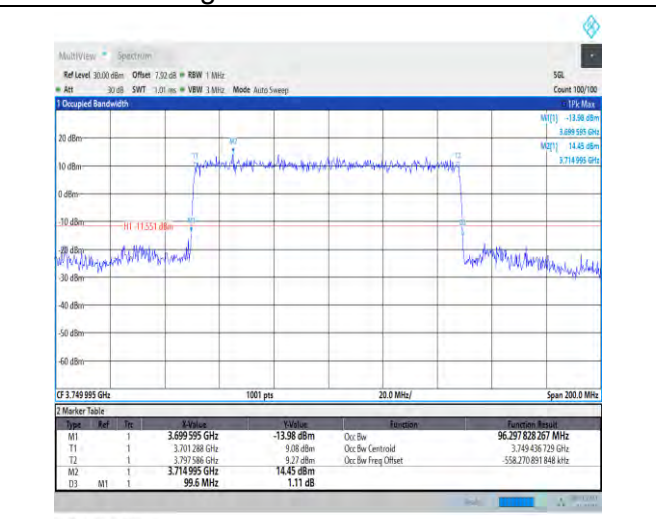 MultiView Spectrum
Ref Level 30.00 dBm Offset 7.92 dB RBW 1 MHz SGL
Att 30 dB SWT 3.01 ms VBW 3 MHz Mode Auto Sweep Count 100/100
1 Occupied Bandwidth 1Pk Max
M1[1] -13.98 dBm
3.699 595 GHz
M2[1] 14.45 dBm
3.714 995 GHz
20 dBm
M2
T1 T2
10 dBm
0 dBm
-10 dBm
H1 -11.551 dBm
-20 dBm
-30 dBm
-40 dBm
-50 dBm
-60 dBm
CF 3.749 995 GHz 1001 pts 20.0 MHz/ Span 200.0 MHz
2 Marker Table
Type Ref Trc X-Value Y-Value Function Function Result
M1 1 3.699 595 GHz -13.98 dBm Occ Bw 96.297 828 267 MHz
T1 1 3.701 288 GHz 9.08 dBm Occ Bw Centroid 3.749 436 729 GHz
T2 1 3.797 586 GHz 9.27 dBm Occ Bw Freq Offset -558.270 891 848 kHz
M2 1 3.714 995 GHz 14.45 dBm
D3 M1 1 99.6 MHz 1.11 dB